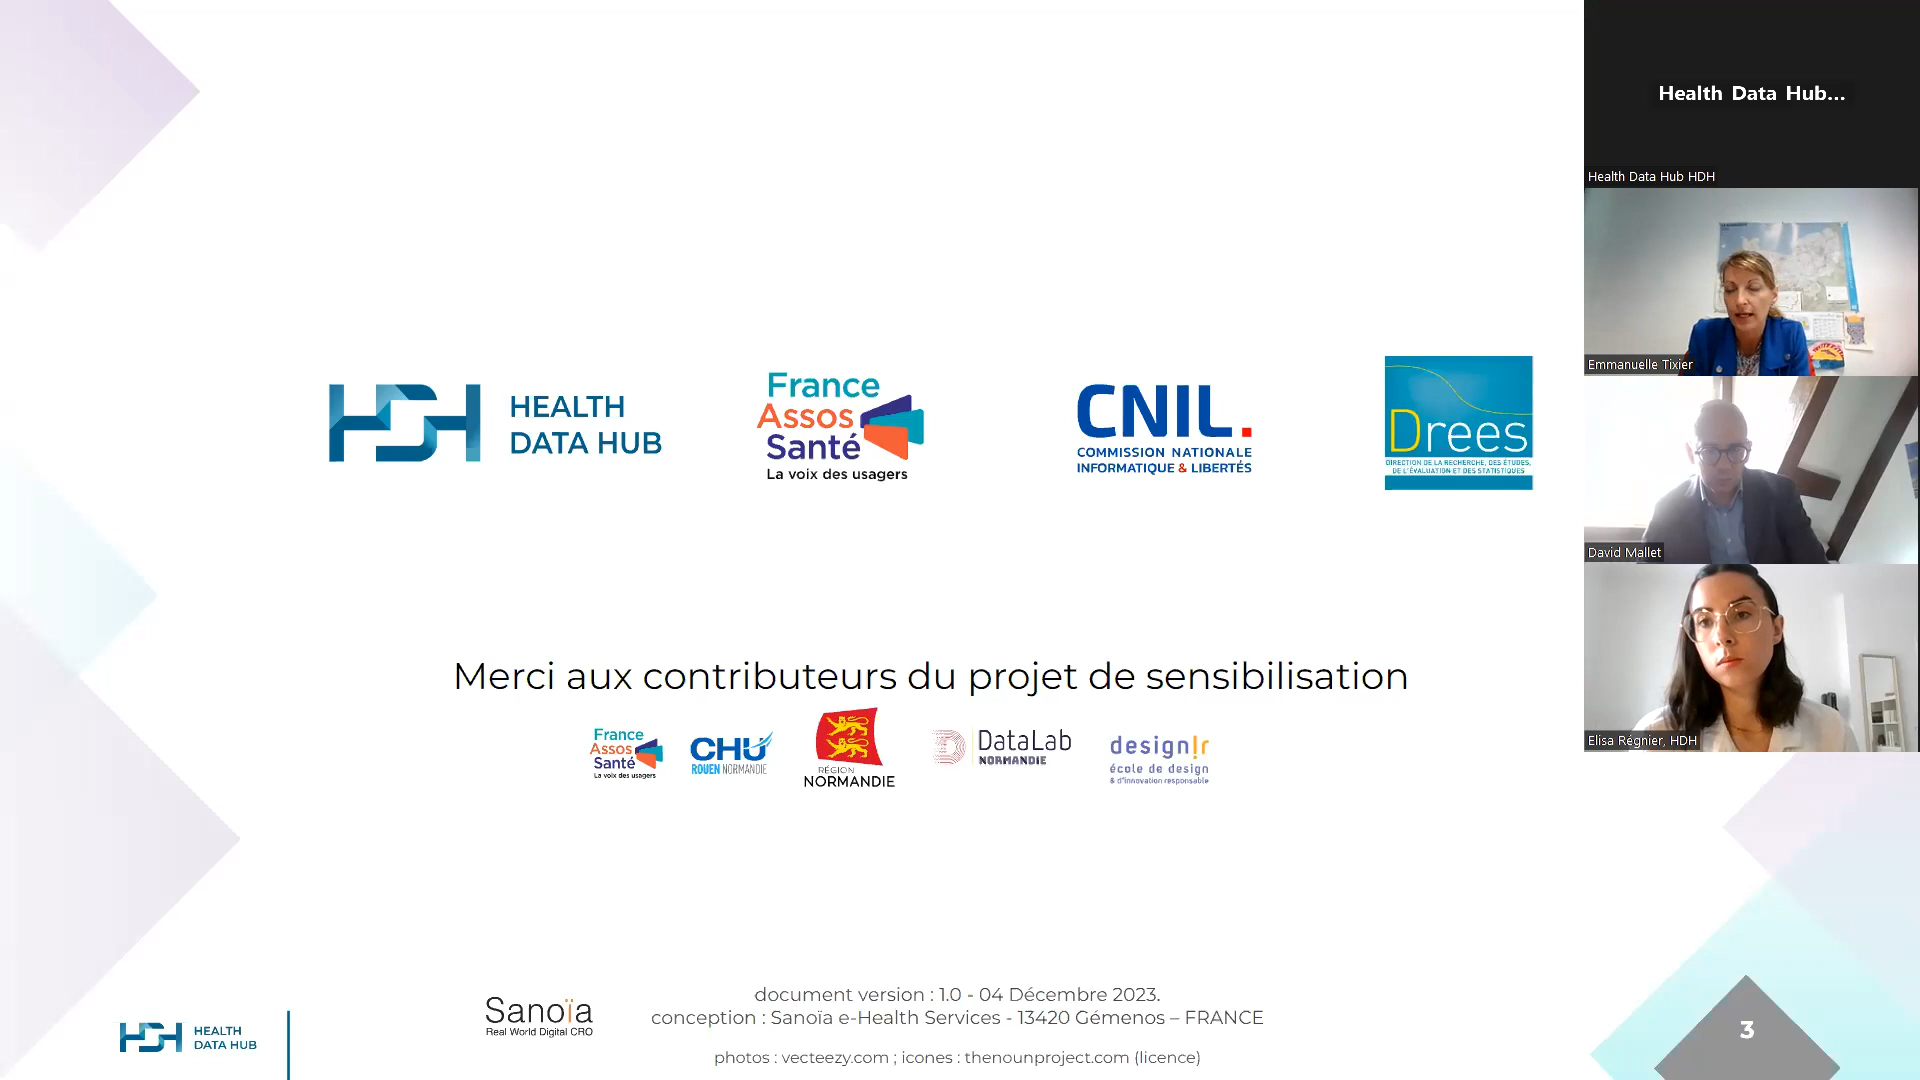 Health Data Hub...
Health Data Hub HDH
Emmanuelle Tixier
David Mallet
Elisa Régnier, HDH
HEALTH
DATA HUB
France
Assos
Santé
La voix des usagers
CNIL.
COMMISSION NATIONALE
INFORMATIQUE & LIBERTÉS
Drees
DIRECTION DE LA RECHERCHE, DES ÉTUDES,
DE L'ÉVALUATION ET DES STATISTIQUES
Merci aux contributeurs du projet de sensibilisation
France
Assos
Santé
La voix des usagers
CHU
ROUEN NORMANDIE
RÉGION
NORMANDIE
DataLab
NORMANDIE
design!r
école de design
& d'innovation responsable
HEALTH
DATA HUB
Sanoïa
Real World Digital CRO
document version : 1.0 - 04 Décembre 2023.
conception : Sanoïa e-Health Services - 13420 Gémenos – FRANCE
photos : vecteezy.com ; icones : thenounproject.com (licence)
3